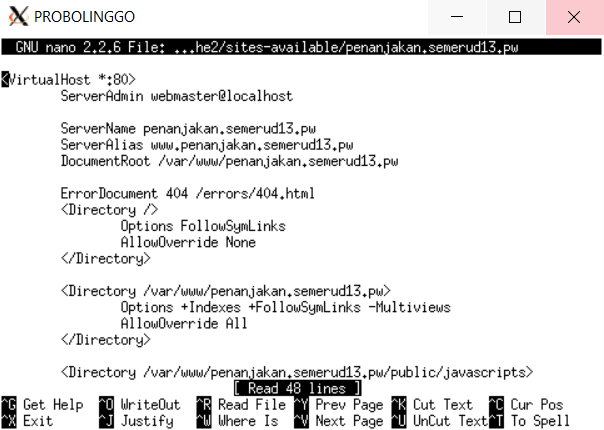 PROBOLINGGO
GNU nano 2.2.6 File: ...he2/sites-available/penanjakan.semerud13.pw
<VirtualHost *:80>
ServerAdmin webmaster@localhost
ServerName penanjakan.semerud13.pw
ServerAlias www.penanjakan.semerud13.pw
DocumentRoot /var/www/penanjakan.semerud13.pw
ErrorDocument 404 /errors/404.html
<Directory />
Options FollowSymLinks
AllowOverride None
</Directory>
<Directory /var/www/penanjakan.semerud13.pw>
Options +Indexes +FollowSymLinks -Multiviews
AllowOverride All
</Directory>
<Directory /var/www/penanjakan.semerud13.pw/public/javascripts>
[ Read 48 lines ]
^G Get Help ^O WriteOut ^R Read File ^Y Prev Page ^K Cut Text ^C Cur Pos
^X Exit ^J Justify ^W Where Is ^V Next Page ^U UnCut Text ^T To Spell